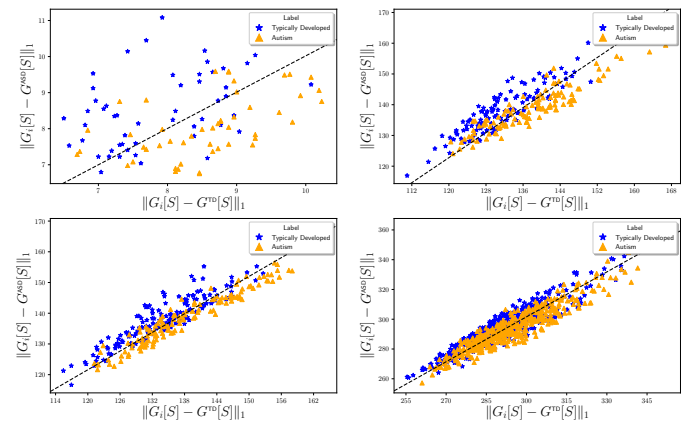 11
10
9
8
7
7
8
9
10
‖G_i[S] − G^ASD[S]‖_1
‖G_i[S] − G^TD[S]‖_1
Label
Typically Developed
Autism
160
150
140
130
120
112
120
128
136
144
152
160
168
‖G_i[S] − G^ASD[S]‖_1
‖G_i[S] − G^TD[S]‖_1
Label
Typically Developed
Autism
170
160
150
140
130
120
114
120
126
132
138
144
150
156
162
‖G_i[S] − G^ASD[S]‖_1
‖G_i[S] − G^TD[S]‖_1
Label
Typically Developed
Autism
360
340
320
300
280
260
255
270
285
300
315
330
345
‖G_i[S] − G^ASD[S]‖_1
‖G_i[S] − G^TD[S]‖_1
Label
Typically Developed
Autism